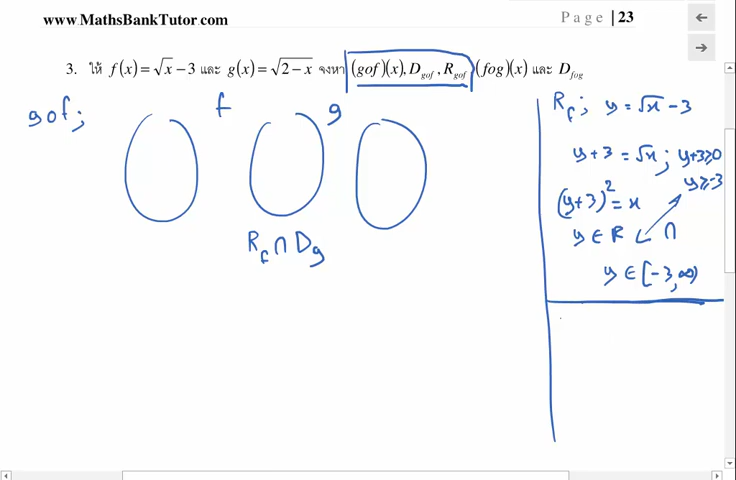 www.MathsBankTutor.com
Page | 23
3. ให้ f(x) = √x − 3 และ g(x) = √(2 − x) จงหา (gof)(x), D_gof, R_gof, (fog)(x) และ D_fog
gof;
f
g
R_f ∩ D_g
R_f; y = √x − 3
y + 3 = √x; y+3≥0
y≥−3
(y+3)² = x
y ∈ R ∩
y ∈ [−3, ∞)